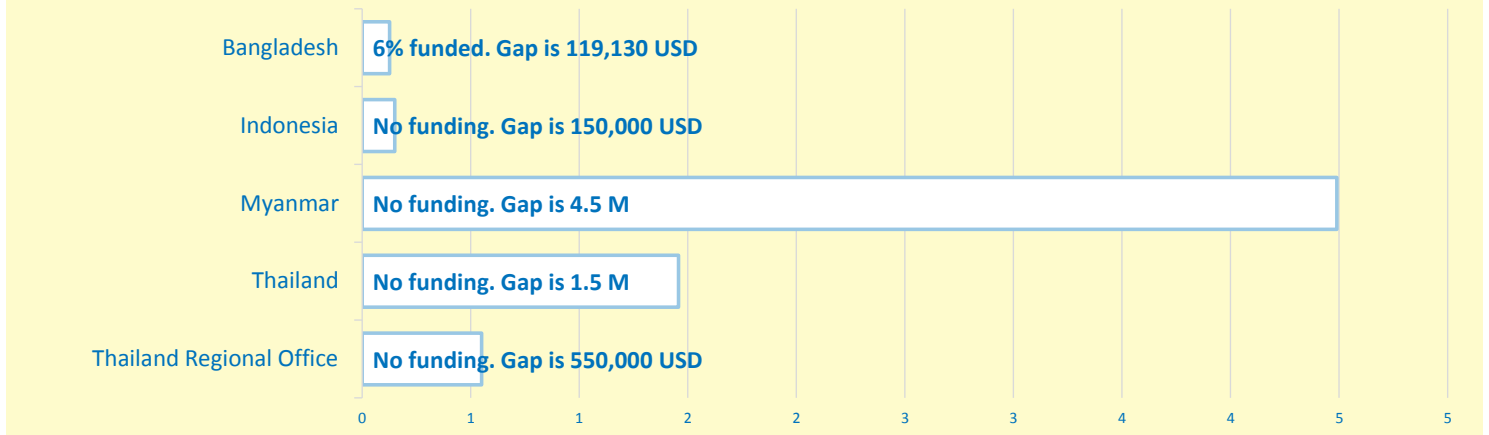 Bangladesh 6% funded. Gap is 119,130 USD
Indonesia No funding. Gap is 150,000 USD
Myanmar No funding. Gap is 4.5 M
Thailand No funding. Gap is 1.5 M
Thailand Regional Office No funding. Gap is 550,000 USD
0 1 1 2 2 3 3 4 4 5 5